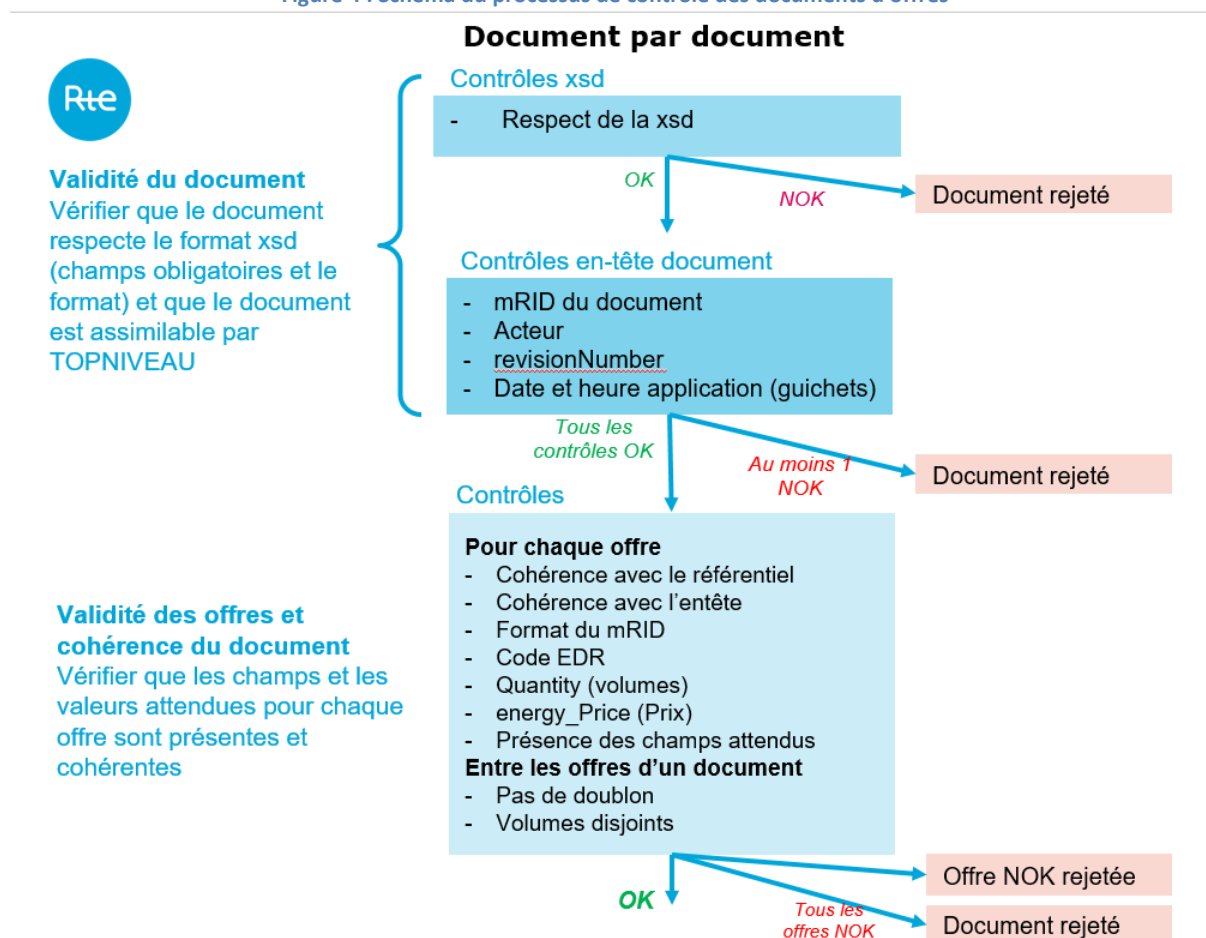 Document par document
Rte
Validité du document
Vérifier que le document
respecte le format xsd
(champs obligatoires et le
format) et que le document
est assimilable par
TOPNIVEAU
Contrôles xsd
- Respect de la xsd
OK
NOK
Document rejeté
Contrôles en-tête document
- mRID du document
- Acteur
- revisionNumber
- Date et heure application (guichets)
Tous les
contrôles OK
Au moins 1
NOK
Document rejeté
Validité des offres et
cohérence du document
Vérifier que les champs et les
valeurs attendues pour chaque
offre sont présentes et
cohérentes
Contrôles
Pour chaque offre
- Cohérence avec le référentiel
- Cohérence avec l'entête
- Format du mRID
- Code EDR
- Quantity (volumes)
- energy_Price (Prix)
- Présence des champs attendus
Entre les offres d'un document
- Pas de doublon
- Volumes disjoints
OK
Offre NOK rejetée
Tous les
offres NOK
Document rejeté